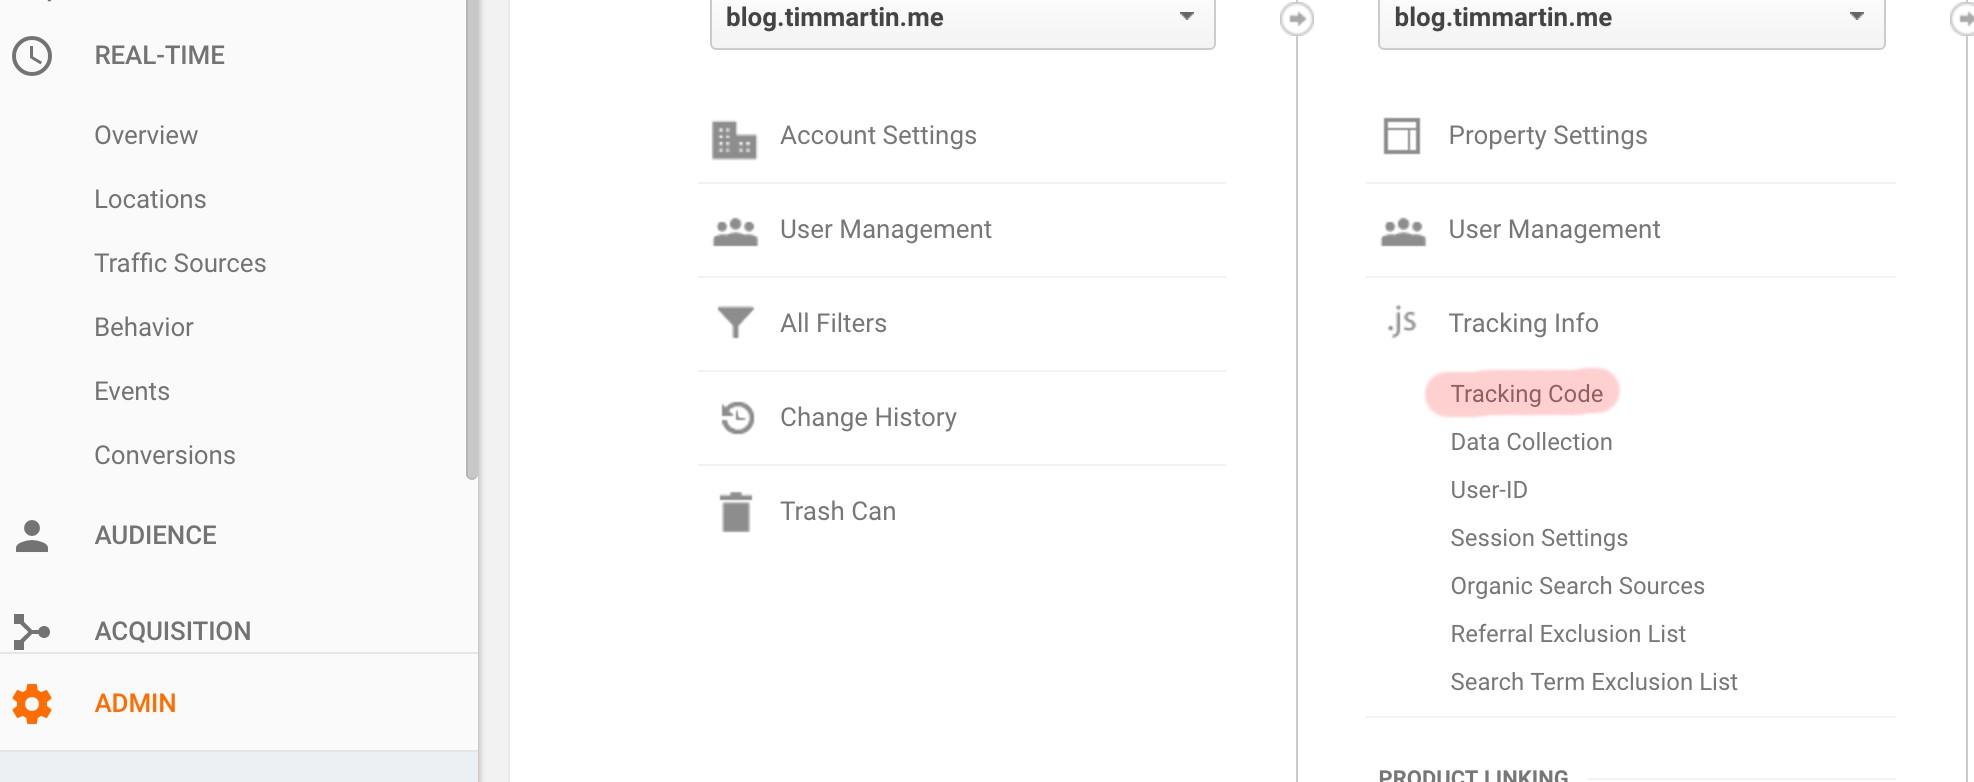 REAL-TIME
Overview
Locations
Traffic Sources
Behavior
Events
Conversions
AUDIENCE
ACQUISITION
ADMIN
blog.timmartin.me
Account Settings
User Management
All Filters
Change History
Trash Can
blog.timmartin.me
Property Settings
User Management
.js Tracking Info
Tracking Code
Data Collection
User-ID
Session Settings
Organic Search Sources
Referral Exclusion List
Search Term Exclusion List
PRODUCT LINKING